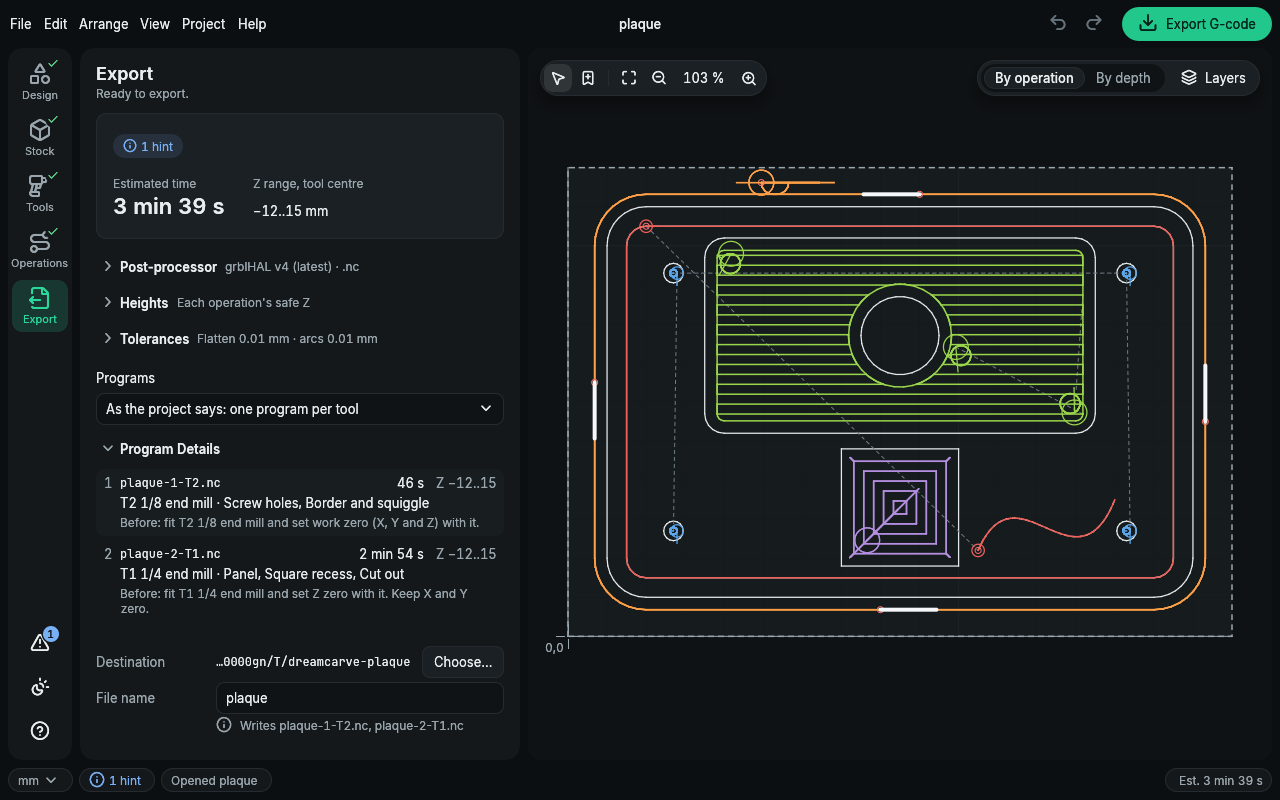 File Edit Arrange View Project Help
plaque
Export G-code
Design
Stock
Tools
Operations
Export
1
Export
Ready to export.
1 hint
Estimated time
3 min 39 s
Z range, tool centre
−12..15 mm
Post-processor grblHAL v4 (latest) · .nc
Heights Each operation's safe Z
Tolerances Flatten 0.01 mm · arcs 0.01 mm
Programs
As the project says: one program per tool
Program Details
1 plaque-1-T2.nc 46 s Z −12..15
T2 1/8 end mill · Screw holes, Border and squiggle
Before: fit T2 1/8 end mill and set work zero (X, Y and Z) with it.
2 plaque-2-T1.nc 2 min 54 s Z −12..15
T1 1/4 end mill · Panel, Square recess, Cut out
Before: fit T1 1/4 end mill and set Z zero with it. Keep X and Y
zero.
Destination …0000gn/T/dreamcarve-plaque Choose...
File name plaque
Writes plaque-1-T2.nc, plaque-2-T1.nc
103 %
By operation By depth Layers
0,0
mm 1 hint Opened plaque
Est. 3 min 39 s